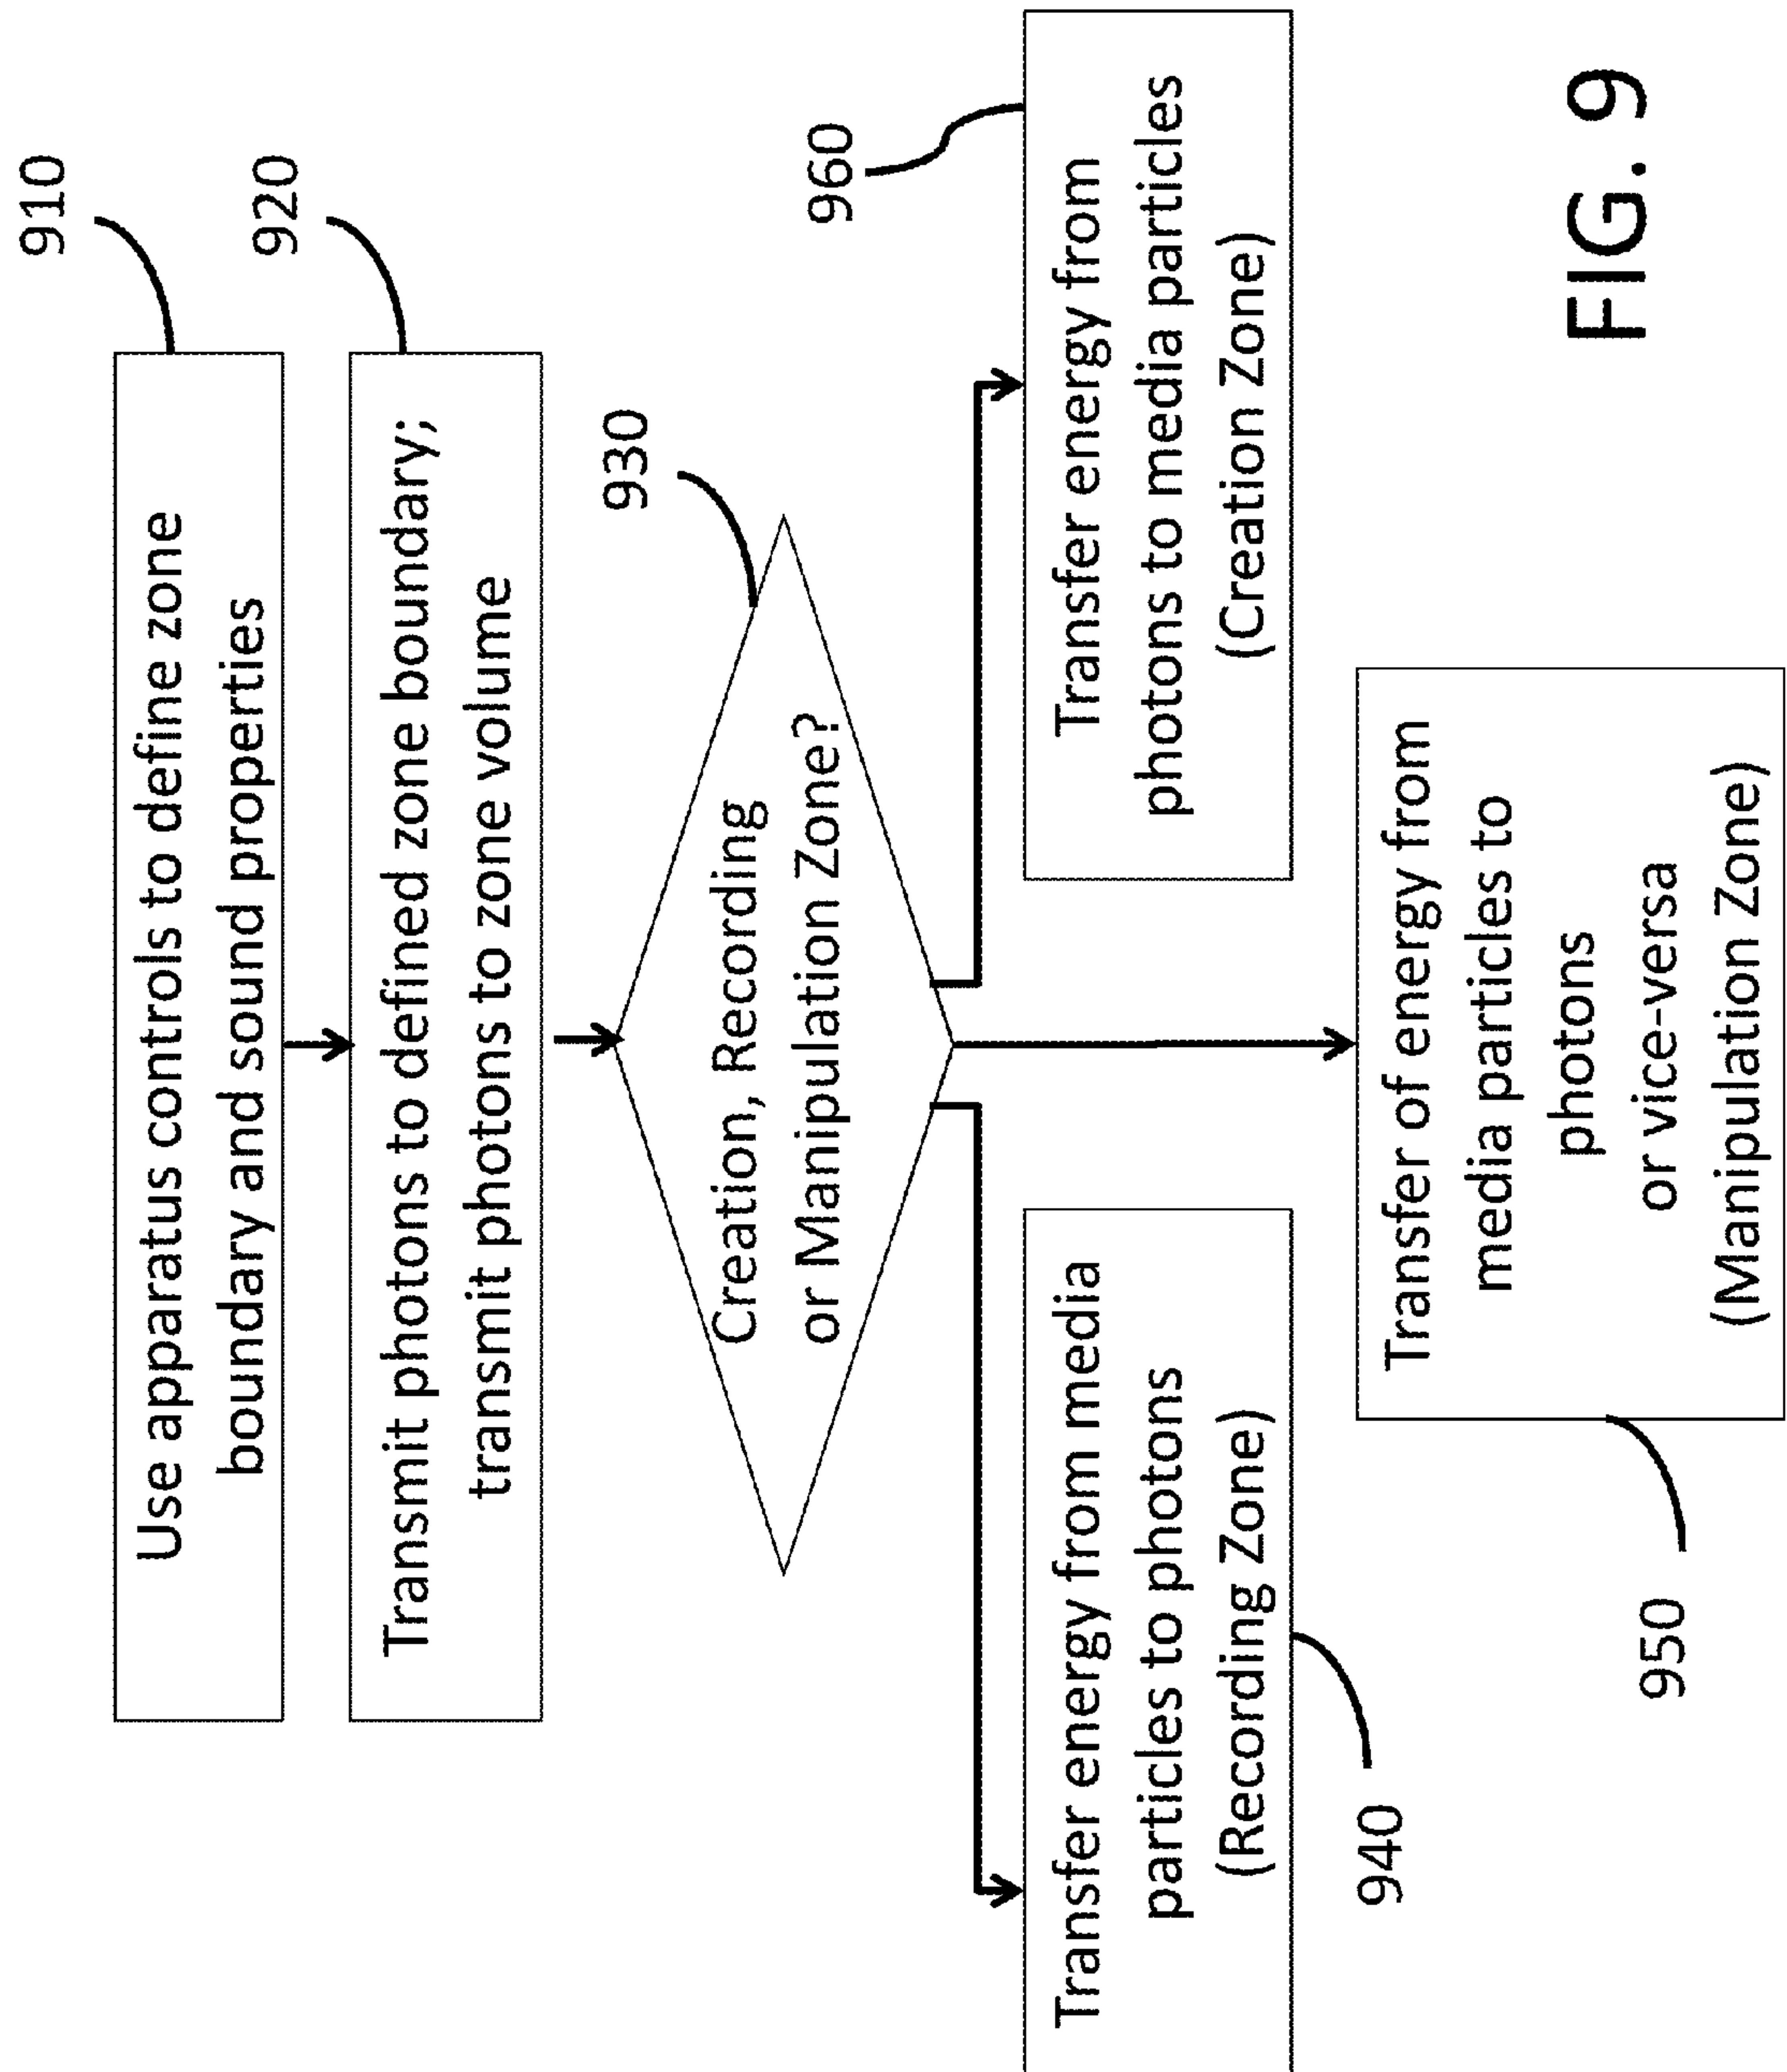 910
Use apparatus controls to define zone
boundary and sound properties
920
Transmit photons to defined zone boundary;
transmit photons to zone volume
930
Creation, Recording
or Manipulation Zone?
Transfer energy from media
particles to photons
(Recording Zone)
940
Transfer of energy from
media particles to
photons
or vice-versa
(Manipulation Zone)
950
960
Transfer energy from
photons to media particles
(Creation Zone)
FIG. 9